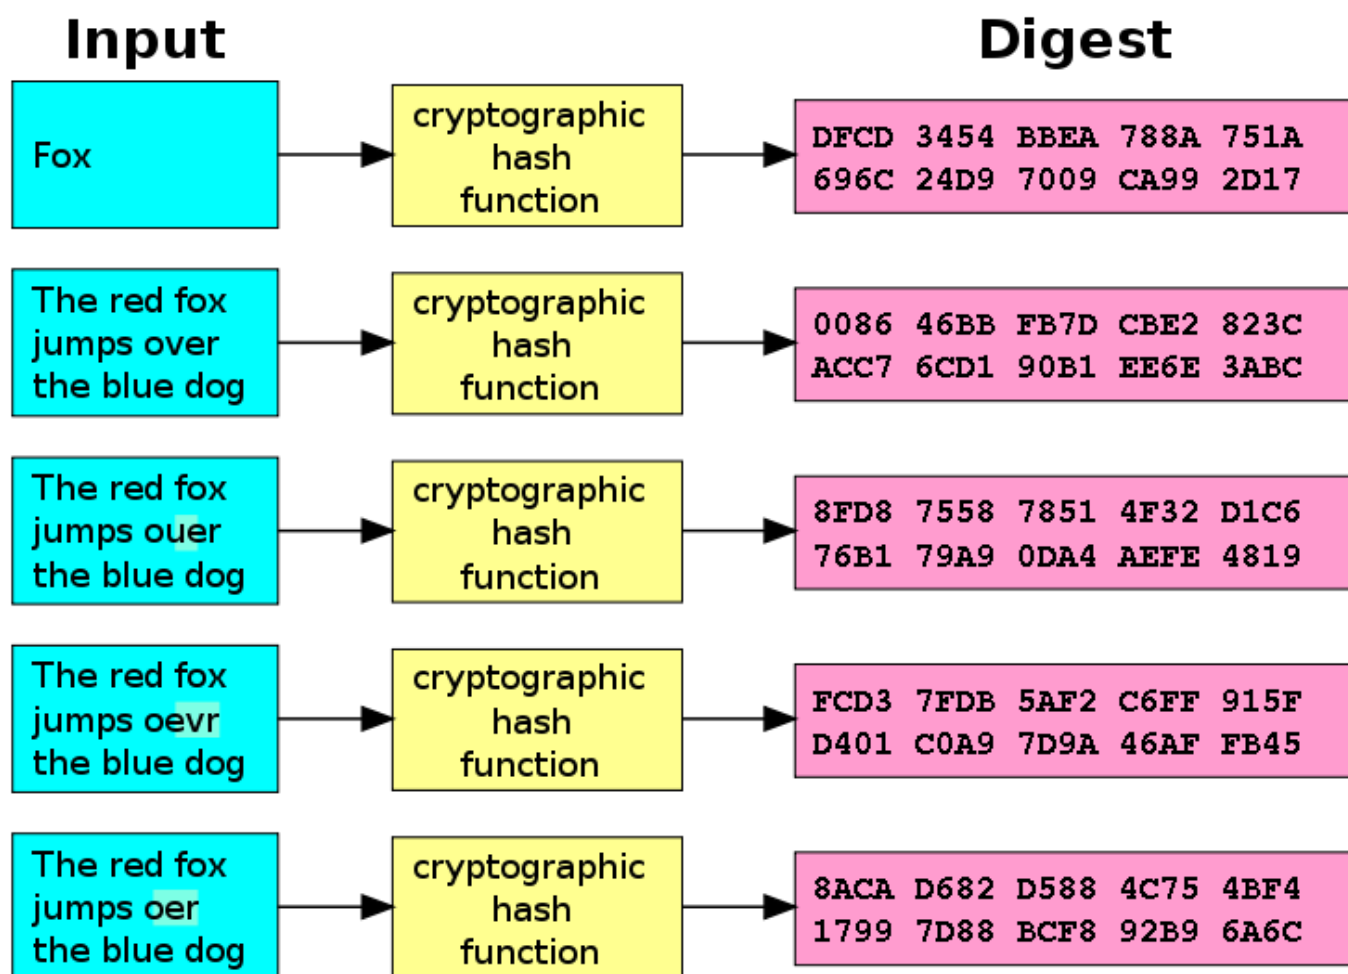 Input
Digest
Fox
cryptographic
hash
function
DFCD 3454 BBEA 788A 751A
696C 24D9 7009 CA99 2D17
The red fox
jumps over
the blue dog
cryptographic
hash
function
0086 46BB FB7D CBE2 823C
ACC7 6CD1 90B1 EE6E 3ABC
The red fox
jumps ouer
the blue dog
cryptographic
hash
function
8FD8 7558 7851 4F32 D1C6
76B1 79A9 0DA4 AEFE 4819
The red fox
jumps oevr
the blue dog
cryptographic
hash
function
FCD3 7FDB 5AF2 C6FF 915F
D401 C0A9 7D9A 46AF FB45
The red fox
jumps oer
the blue dog
cryptographic
hash
function
8ACA D682 D588 4C75 4BF4
1799 7D88 BCF8 92B9 6A6C